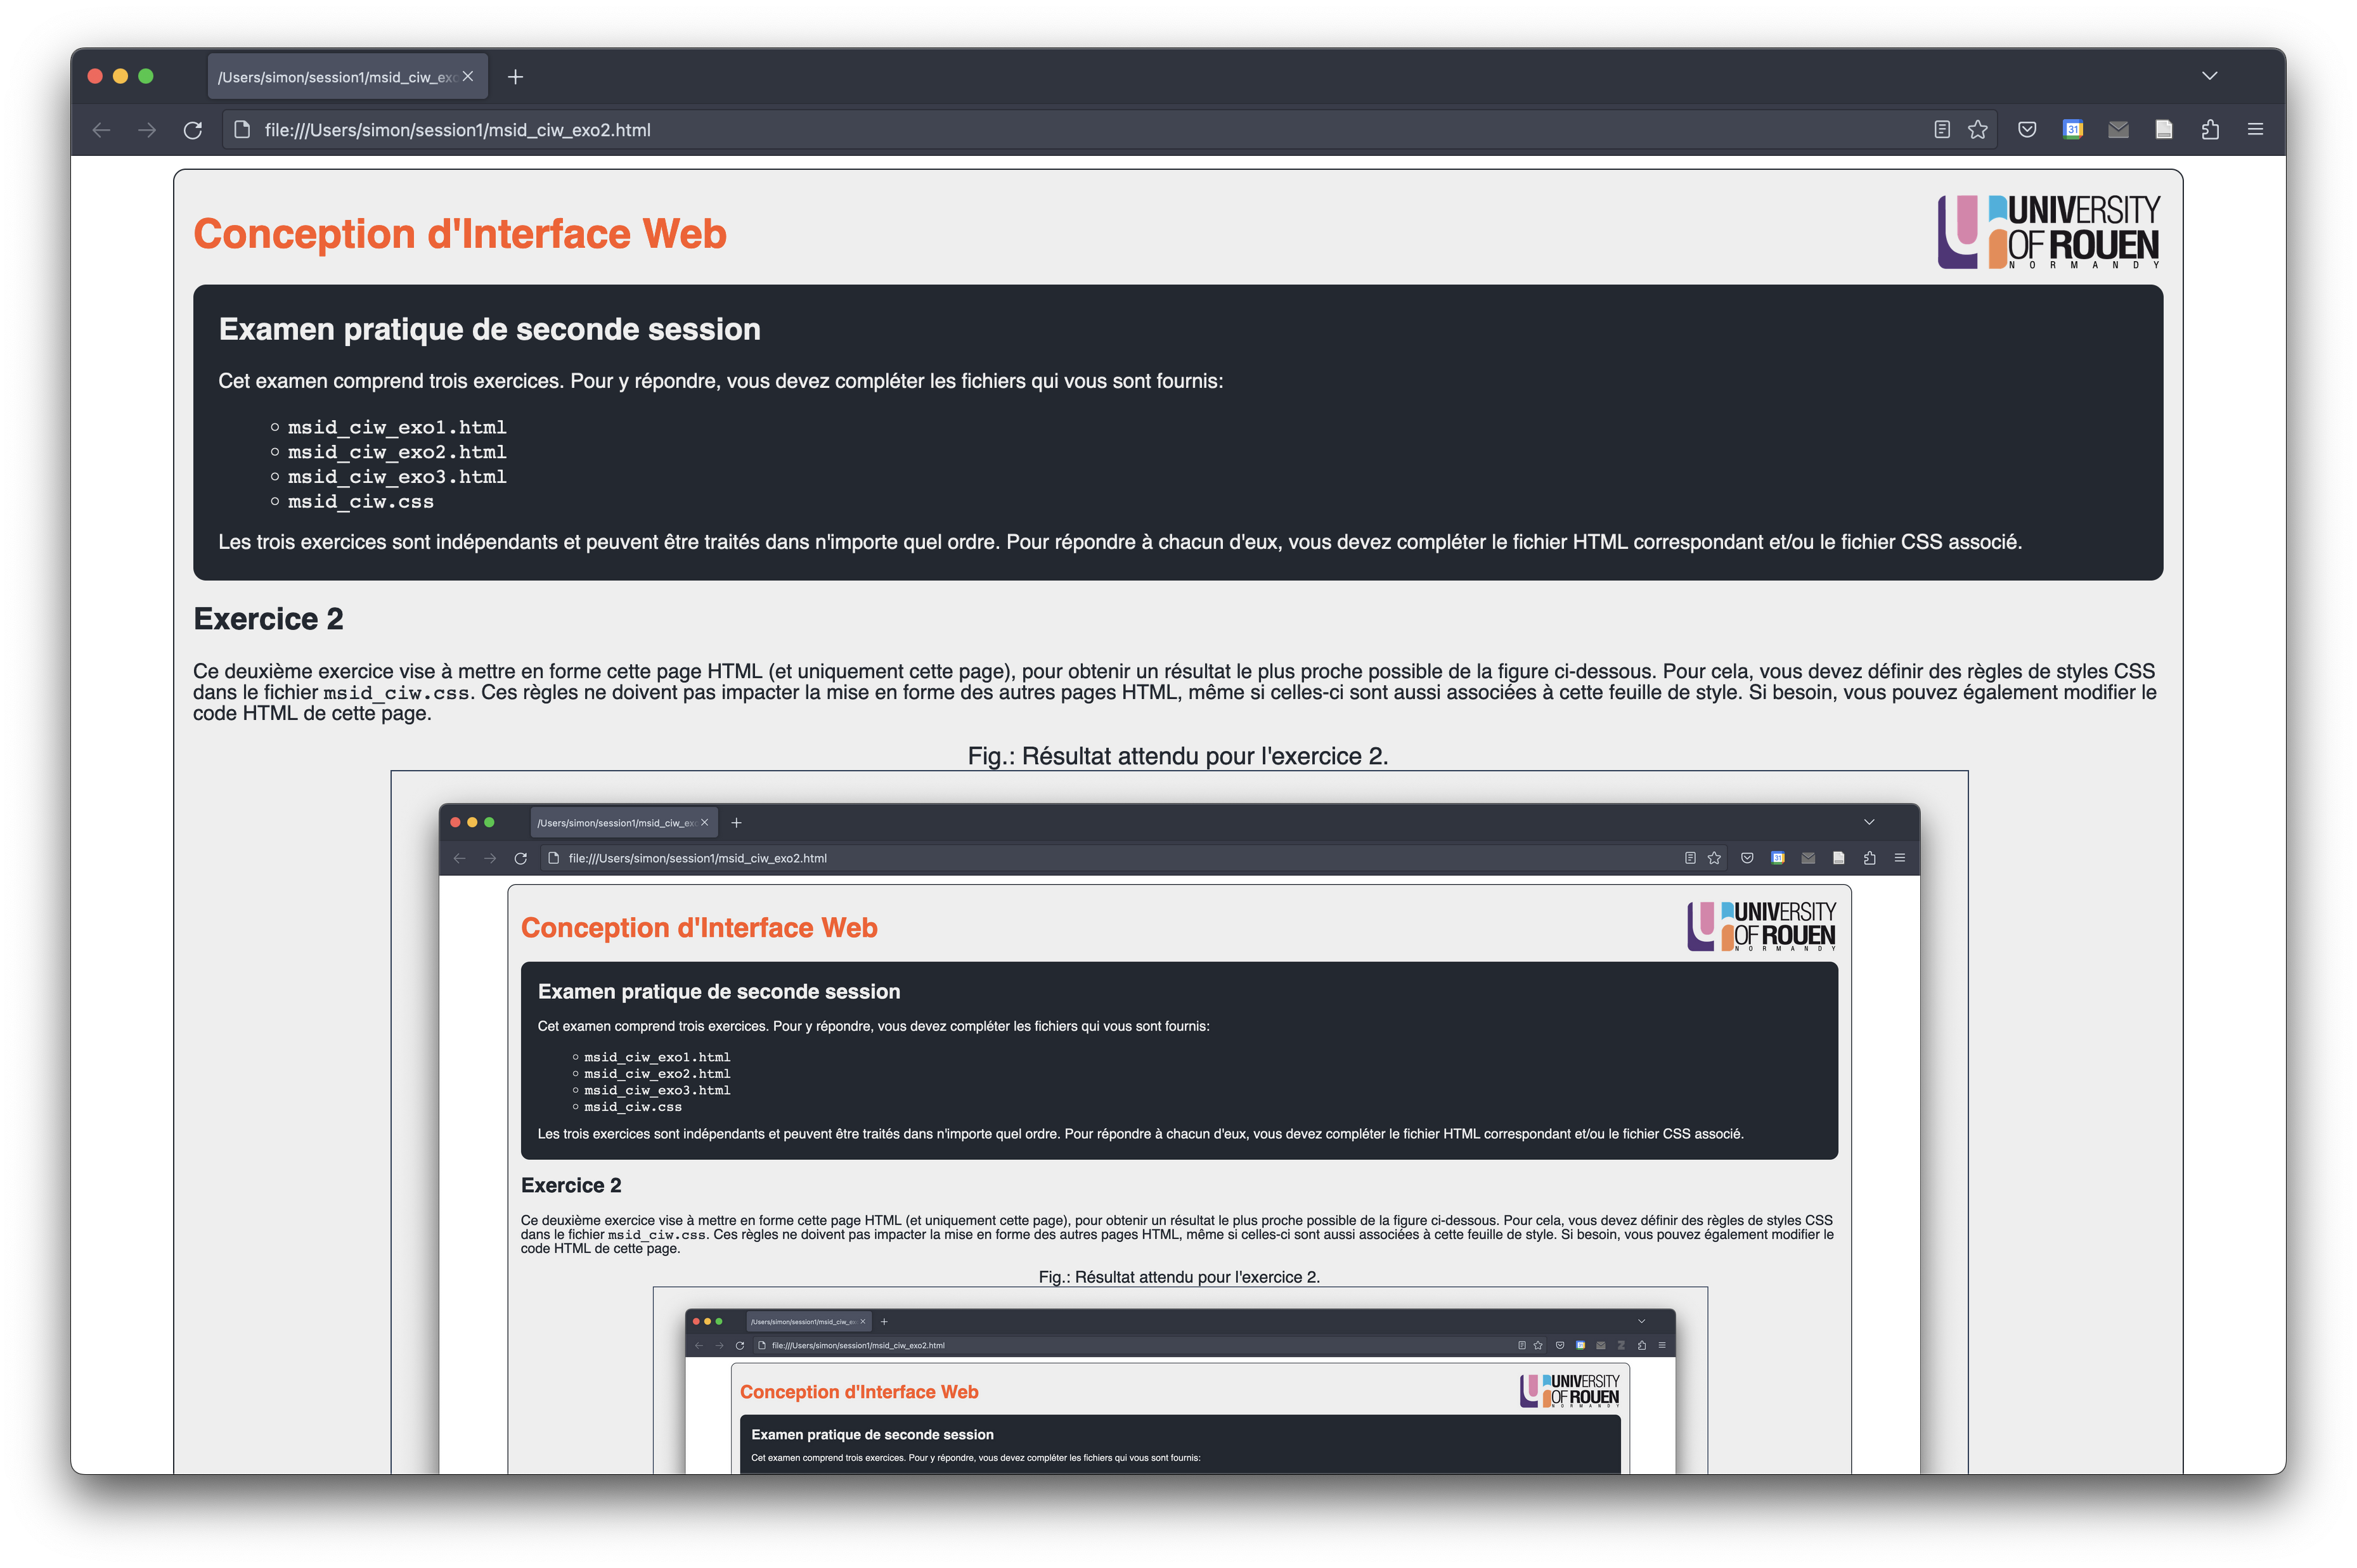 /Users/simon/session1/msid_ciw_exo
file:///Users/simon/session1/msid_ciw_exo2.html
31
Conception d'Interface Web
UNIVERSITY
OF ROUEN
NORMANDY
Examen pratique de seconde session
Cet examen comprend trois exercices. Pour y répondre, vous devez compléter les fichiers qui vous sont fournis:
msid_ciw_exo1.html
msid_ciw_exo2.html
msid_ciw_exo3.html
msid_ciw.css
Les trois exercices sont indépendants et peuvent être traités dans n'importe quel ordre. Pour répondre à chacun d'eux, vous devez compléter le fichier HTML correspondant et/ou le fichier CSS associé.
Exercice 2
Ce deuxième exercice vise à mettre en forme cette page HTML (et uniquement cette page), pour obtenir un résultat le plus proche possible de la figure ci-dessous. Pour cela, vous devez définir des règles de styles CSS
dans le fichier msid_ciw.css. Ces règles ne doivent pas impacter la mise en forme des autres pages HTML, même si celles-ci sont aussi associées à cette feuille de style. Si besoin, vous pouvez également modifier le
code HTML de cette page.
Fig.: Résultat attendu pour l'exercice 2.
/Users/simon/session1/msid_ciw_exo
file:///Users/simon/session1/msid_ciw_exo2.html
31
Conception d'Interface Web
UNIVERSITY
OF ROUEN
NORMANDY
Examen pratique de seconde session
Cet examen comprend trois exercices. Pour y répondre, vous devez compléter les fichiers qui vous sont fournis:
msid_ciw_exo1.html
msid_ciw_exo2.html
msid_ciw_exo3.html
msid_ciw.css
Les trois exercices sont indépendants et peuvent être traités dans n'importe quel ordre. Pour répondre à chacun d'eux, vous devez compléter le fichier HTML correspondant et/ou le fichier CSS associé.
Exercice 2
Ce deuxième exercice vise à mettre en forme cette page HTML (et uniquement cette page), pour obtenir un résultat le plus proche possible de la figure ci-dessous. Pour cela, vous devez définir des règles de styles CSS
dans le fichier msid_ciw.css. Ces règles ne doivent pas impacter la mise en forme des autres pages HTML, même si celles-ci sont aussi associées à cette feuille de style. Si besoin, vous pouvez également modifier le
code HTML de cette page.
Fig.: Résultat attendu pour l'exercice 2.
/Users/simon/session1/msid_ciw_ex
file:///Users/simon/session1/msid_ciw_exo2.html
Conception d'Interface Web
UNIVERSITY
OF ROUEN
NORMANDY
Examen pratique de seconde session
Cet examen comprend trois exercices. Pour y répondre, vous devez compléter les fichiers qui vous sont fournis: